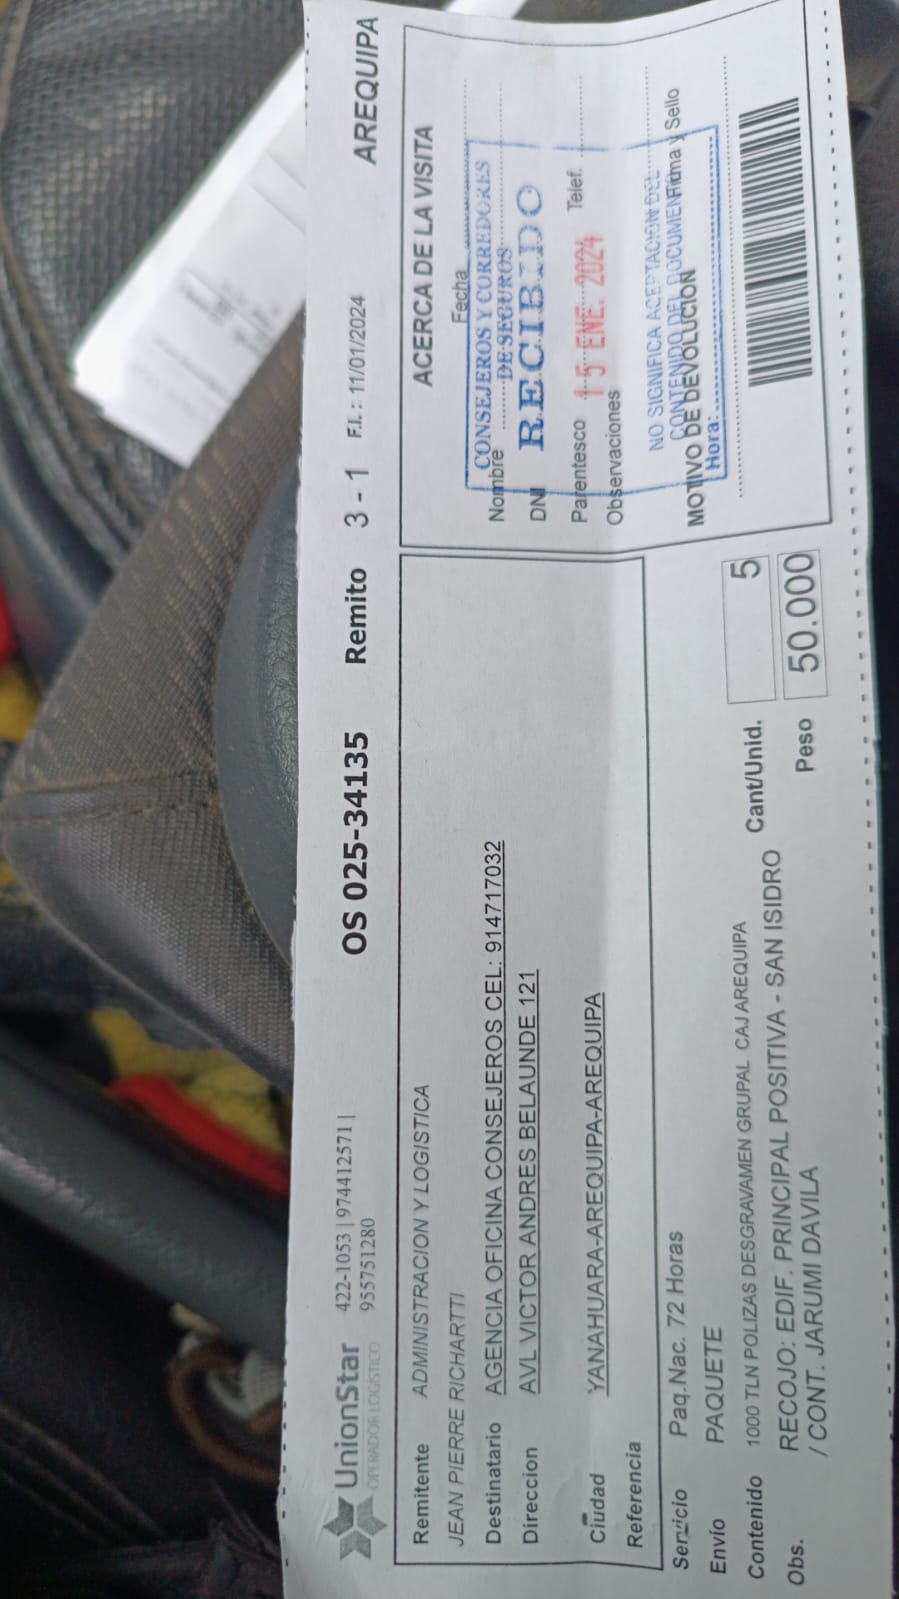 UnionStar
OPERADOR LOGÍSTICO
422-1053 | 974412571 |
955751280
OS 025-34135
Remito 3 - 1
F.I. : 11/01/2024
AREQUIPA
Remitente ADMINISTRACION Y LOGISTICA
JEAN PIERRE RICHARTTI
Destinatario AGENCIA OFICINA CONSEJEROS CEL: 914717032
Direccion AVL VICTOR ANDRES BELAUNDE 121
Ciudad YANAHUARA-AREQUIPA-AREQUIPA
Referencia
Servicio Paq.Nac. 72 Horas
Envío PAQUETE
Contenido 1000 TLN POLIZAS DESGRAVAMEN GRUPAL CAJ AREQUIPA
Obs. RECOJO: EDIF. PRINCIPAL POSITIVA - SAN ISIDRO
/ CONT. JARUMI DAVILA
Cant/Unid. 5
Peso 50.000
ACERCA DE LA VISITA
Fecha
CONSEJEROS Y CORREDORES
Nombre
DE SEGUROS
DNI
RECIBIDO
Parentesco
15 ENE. 2024
Telef.
Observaciones
NO SIGNIFICA ACEPTACION DEL
CONTENIDO DEL DOCUMENTO
Firma y Sello
MOTIVO DE DEVOLUCION
Hora: